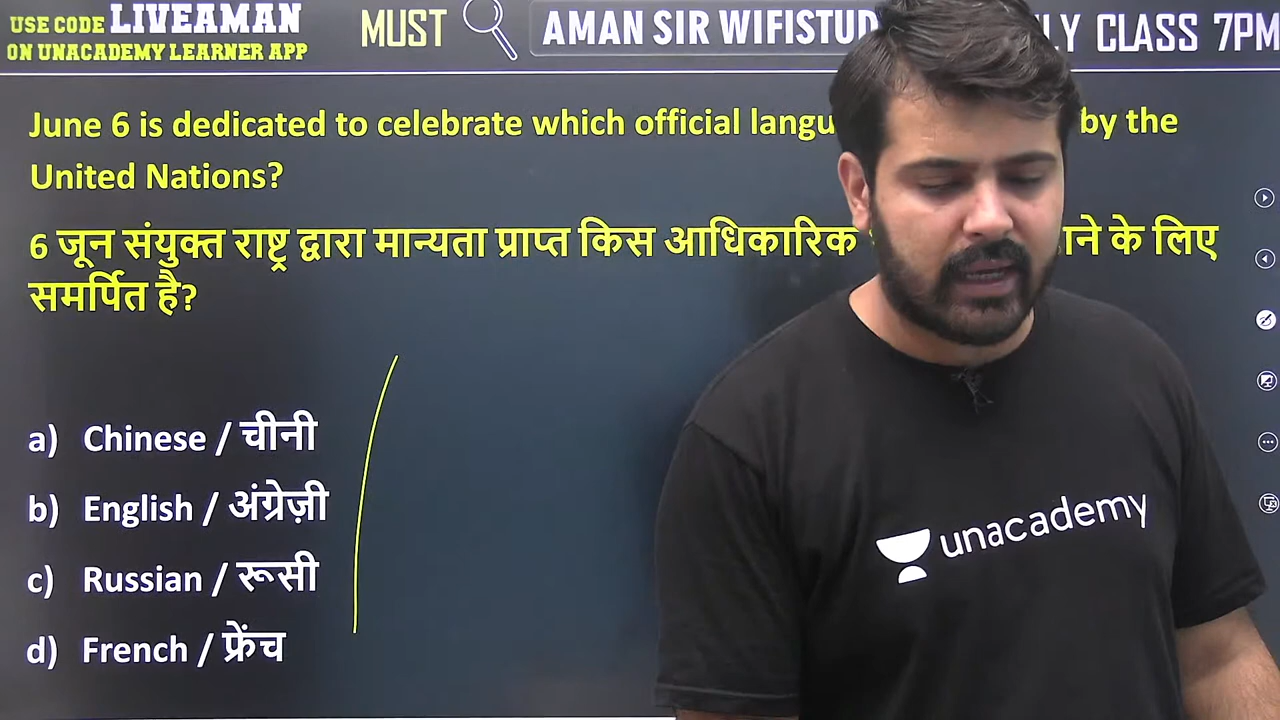 USE CODE LIVEAMAN
ON UNACADEMY LEARNER APP
MUST
AMAN SIR WIFISTUD
LY CLASS 7PM
June 6 is dedicated to celebrate which official langu by the
United Nations?
6 जून संयुक्त राष्ट्र द्वारा मान्यता प्राप्त किस आधिकारिक ाने के लिए
समर्पित है?
a) Chinese / चीनी
b) English / अंग्रेज़ी
c) Russian / रूसी
d) French / फ्रेंच
unacademy